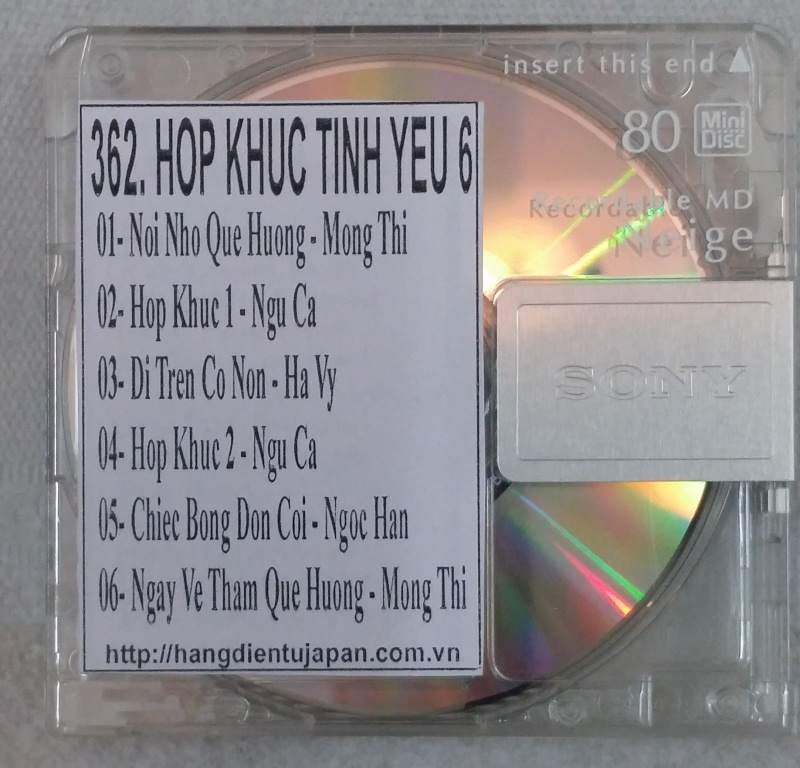 insert this end
80 Mini Disc
Recordable MD
Neige
SONY
362. HOP KHUC TINH YEU 6
01- Noi Nho Que Huong - Mong Thi
02- Hop Khuc 1 - Ngu Ca
03- Di Tren Co Non - Ha Vy
04- Hop Khuc 2 - Ngu Ca
05- Chiec Bong Don Coi - Ngoc Han
06- Ngay Ve Tham Que Huong - Mong Thi
http://hangdientujapan.com.vn